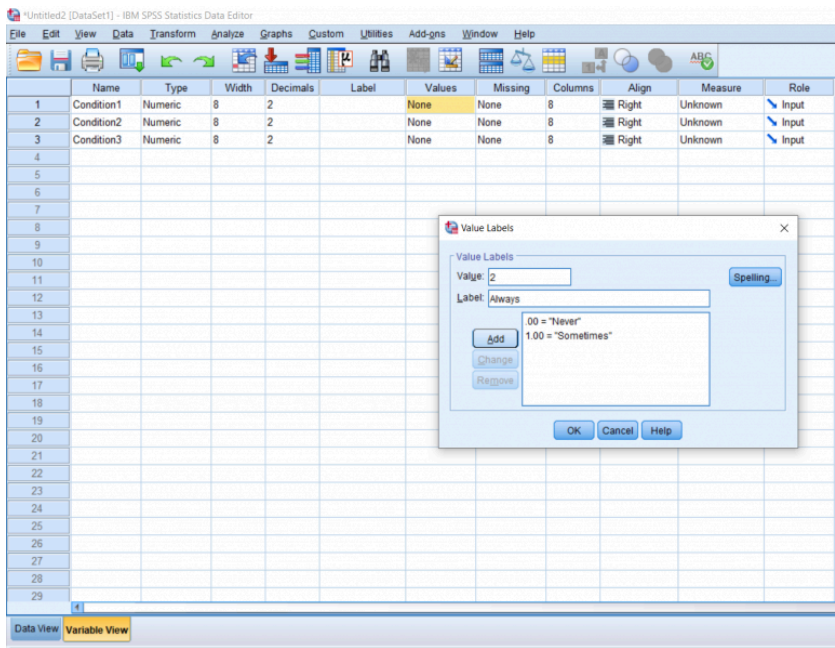 *Untitled2 [DataSet1] - IBM SPSS Statistics Data Editor
File Edit View Data Transform Analyze Graphs Custom Utilities Add-ons Window Help
Name Type Width Decimals Label Values Missing Columns Align Measure Role
1 Condition1 Numeric 8 2 None None 8 Right Unknown Input
2 Condition2 Numeric 8 2 None None 8 Right Unknown Input
3 Condition3 Numeric 8 2 None None 8 Right Unknown Input
4
5
6
7
8
9
10
11
12
13
14
15
16
17
18
19
20
21
22
23
24
25
26
27
28
29
Value Labels
Value Labels
Value: 2
Spelling...
Label: Always
.00 = "Never"
1.00 = "Sometimes"
Add
Change
Remove
OK Cancel Help
Data View Variable View